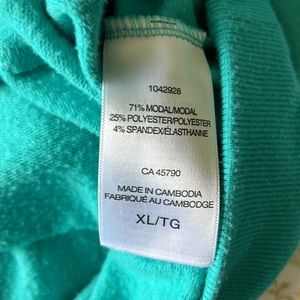 1042928
71% MODAL/MODAL
25% POLYESTER/POLYESTER
4% SPANDEX/ÉLASTHANNE
CA 45790
MADE IN CAMBODIA
FABRIQUÉ AU CAMBODGE
XL/TG